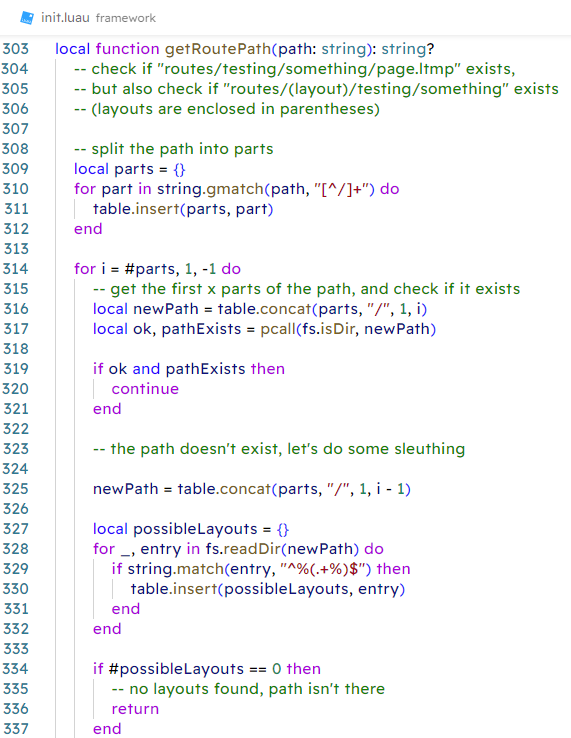 init.luau framework
303 local function getRoutePath(path: string): string?
304 -- check if "routes/testing/something/page.ltmp" exists,
305 -- but also check if "routes/(layout)/testing/something" exists
306 -- (layouts are enclosed in parentheses)
307
308 -- split the path into parts
309 local parts = {}
310 for part in string.gmatch(path, "[^/]+") do
311 table.insert(parts, part)
312 end
313
314 for i = #parts, 1, -1 do
315 -- get the first x parts of the path, and check if it exists
316 local newPath = table.concat(parts, "/", 1, i)
317 local ok, pathExists = pcall(fs.isDir, newPath)
318
319 if ok and pathExists then
320 continue
321 end
322
323 -- the path doesn't exist, let's do some sleuthing
324
325 newPath = table.concat(parts, "/", 1, i - 1)
326
327 local possibleLayouts = {}
328 for _, entry in fs.readDir(newPath) do
329 if string.match(entry, "^%(.+%)$") then
330 table.insert(possibleLayouts, entry)
331 end
332 end
333
334 if #possibleLayouts == 0 then
335 -- no layouts found, path isn't there
336 return
337 end